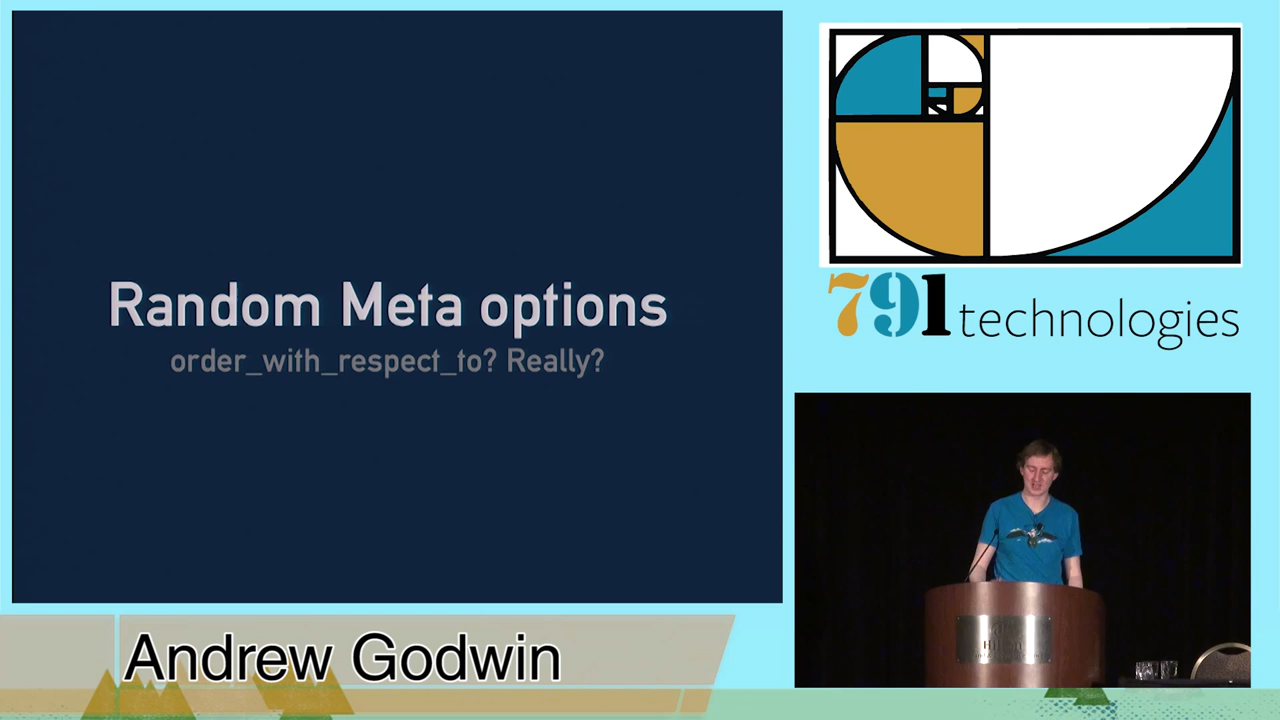 Random Meta options
order_with_respect_to? Really?
791 technologies
Andrew Godwin